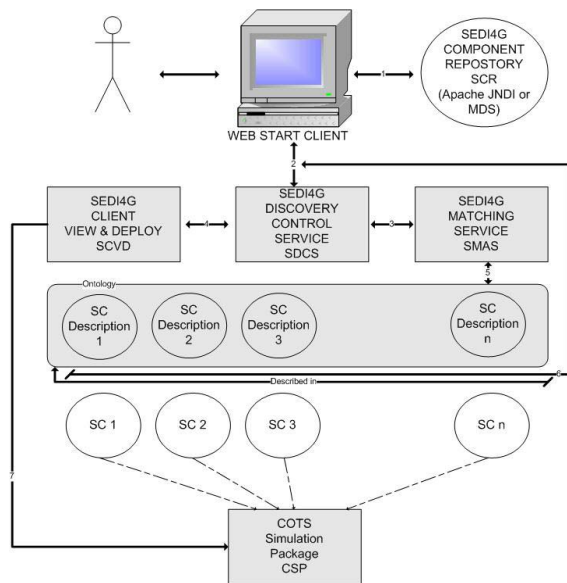 SEDI4G
COMPONENT
REPOSTORY
SCR
(Apache JNDI or
MDS)
1
WEB START CLIENT
2
SEDI4G
CLIENT
VIEW & DEPLOY
SCVD
4
SEDI4G
DISCOVERY
CONTROL
SERVICE
SDCS
3
SEDI4G
MATCHING
SERVICE
SMAS
5
Ontology
SC
Description
1
SC
Description
2
SC
Description
3
SC
Description
n
6
Described in
SC 1
SC 2
SC 3
SC n
7
COTS
Simulation
Package
CSP